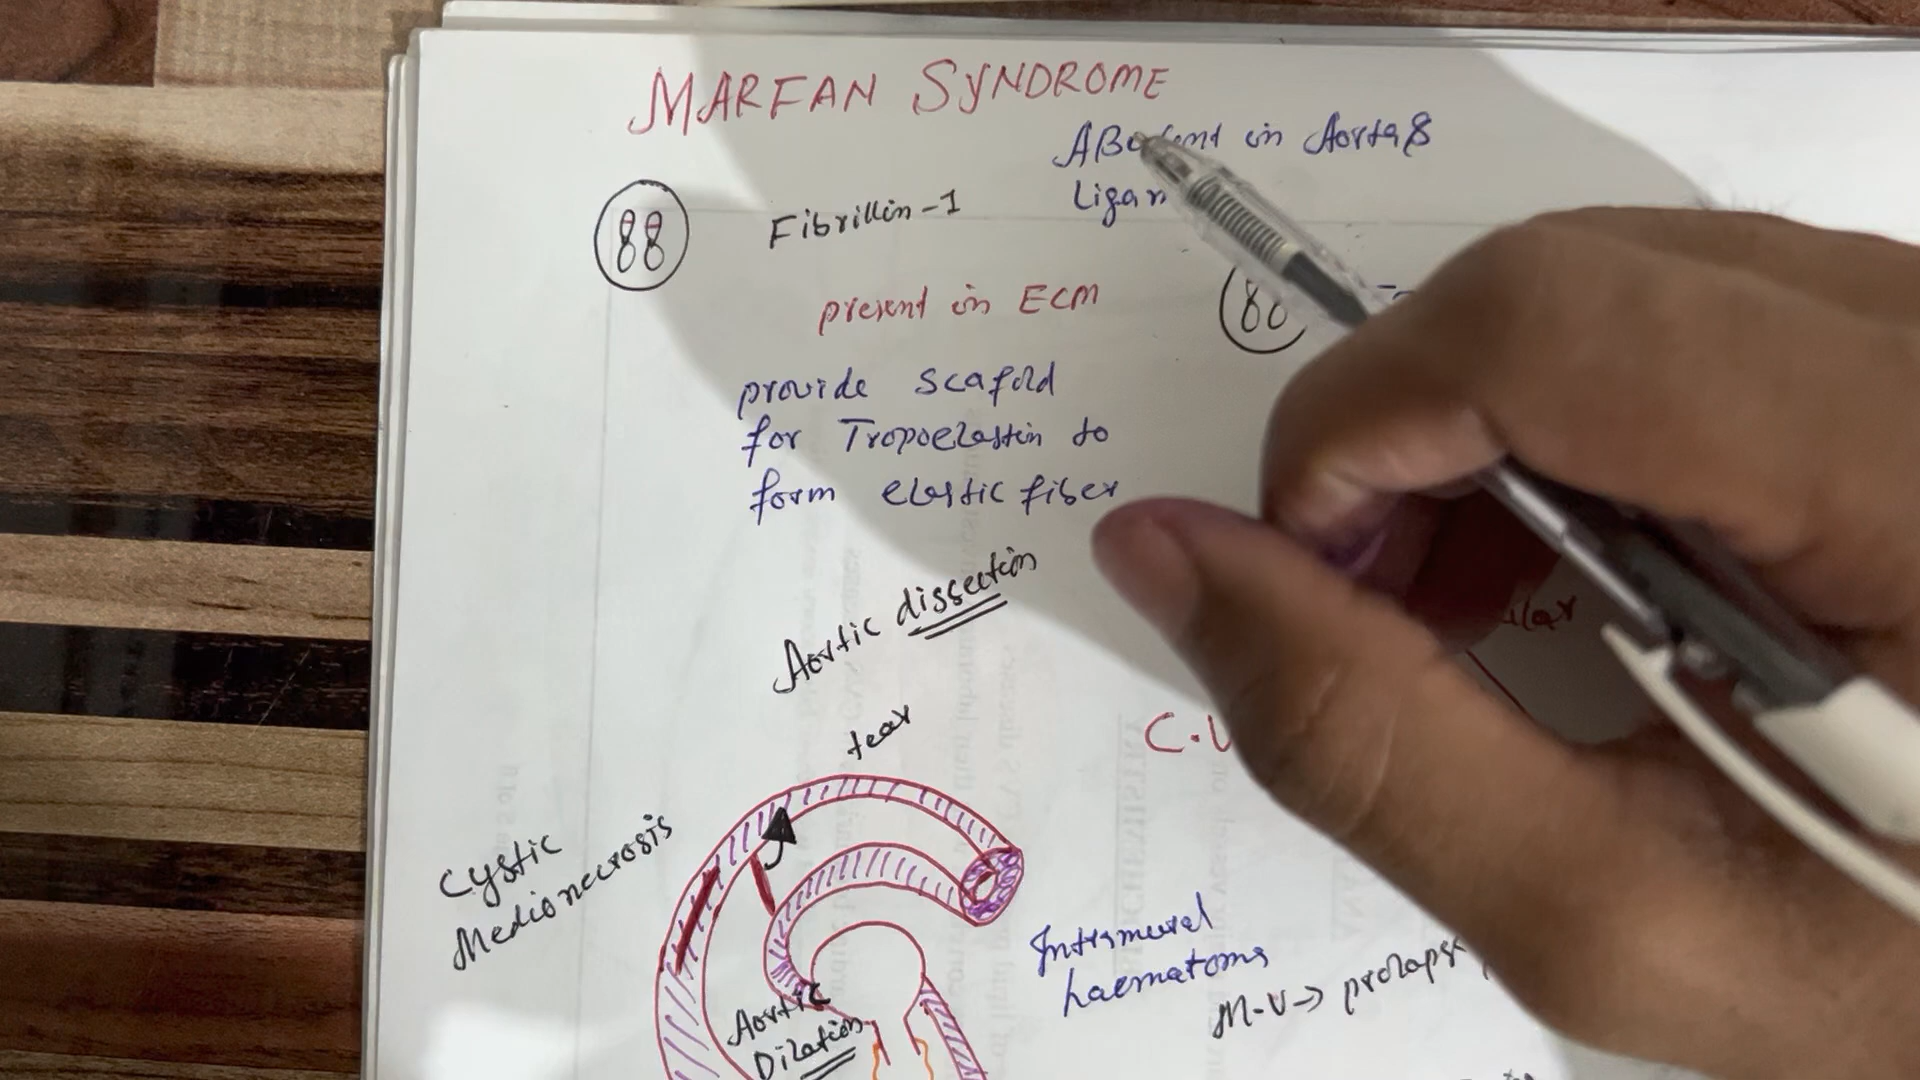 MARFAN SYNDROME
in Aorta &
88
Fibrillin-1
present in ECM
provide scafold
for Tropoelastin to
form elastic fiber
Aortic dissection
tear
C.V
Cystic
Medionecrosis
Intramural
haematoma
M.V → prolapse
Aortic
Dilation